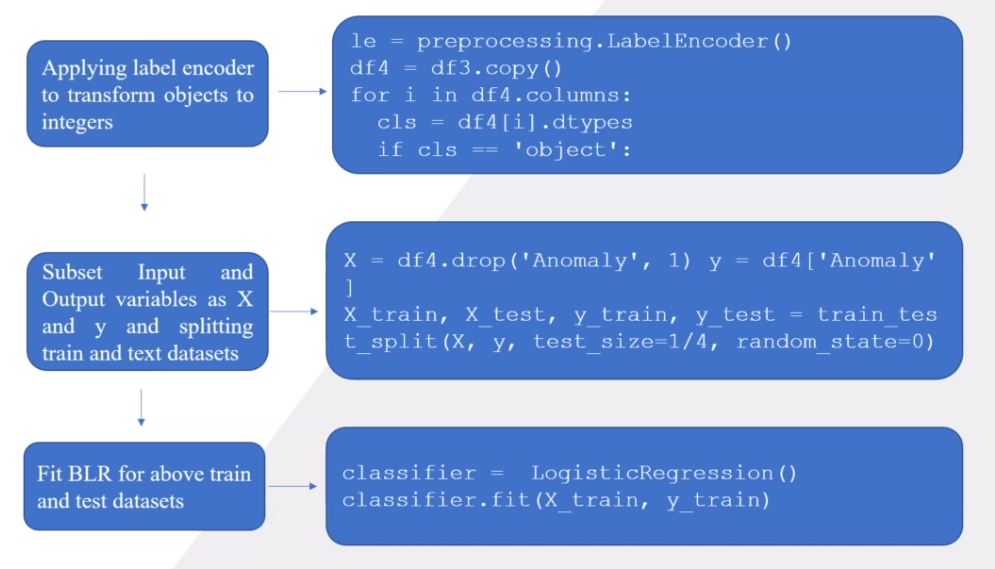 Applying label encoder
to transform objects to
integers
le = preprocessing.LabelEncoder()
df4 = df3.copy()
for i in df4.columns:
  cls = df4[i].dtypes
  if cls == 'object':
Subset Input and
Output variables as X
and y and splitting
train and text datasets
X = df4.drop('Anomaly', 1) y = df4['Anomaly'
]
X_train, X_test, y_train, y_test = train_tes
t_split(X, y, test_size=1/4, random_state=0)
Fit BLR for above train
and test datasets
classifier =  LogisticRegression()
classifier.fit(X_train, y_train)